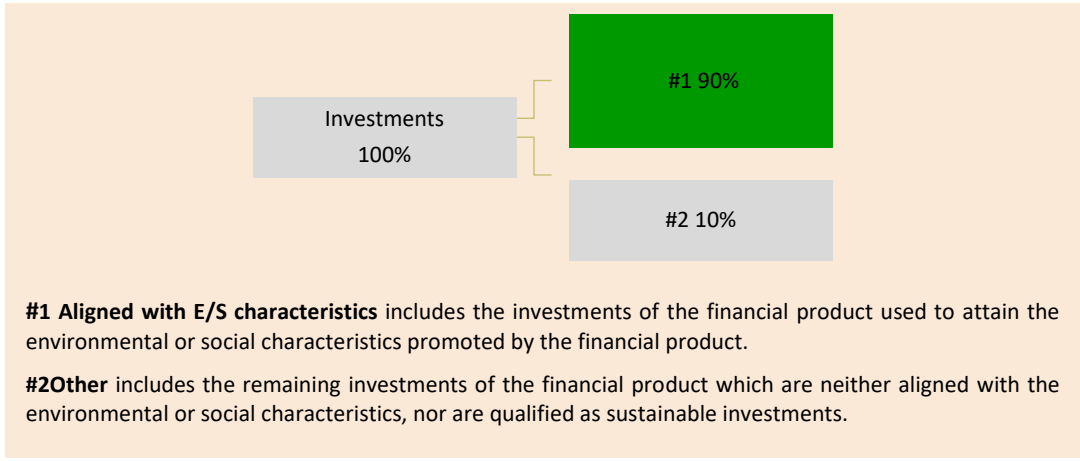 #1 90%
Investments
100%
#2 10%
#1 Aligned with E/S characteristics includes the investments of the financial product used to attain the
environmental or social characteristics promoted by the financial product.
#2Other includes the remaining investments of the financial product which are neither aligned with the
environmental or social characteristics, nor are qualified as sustainable investments.